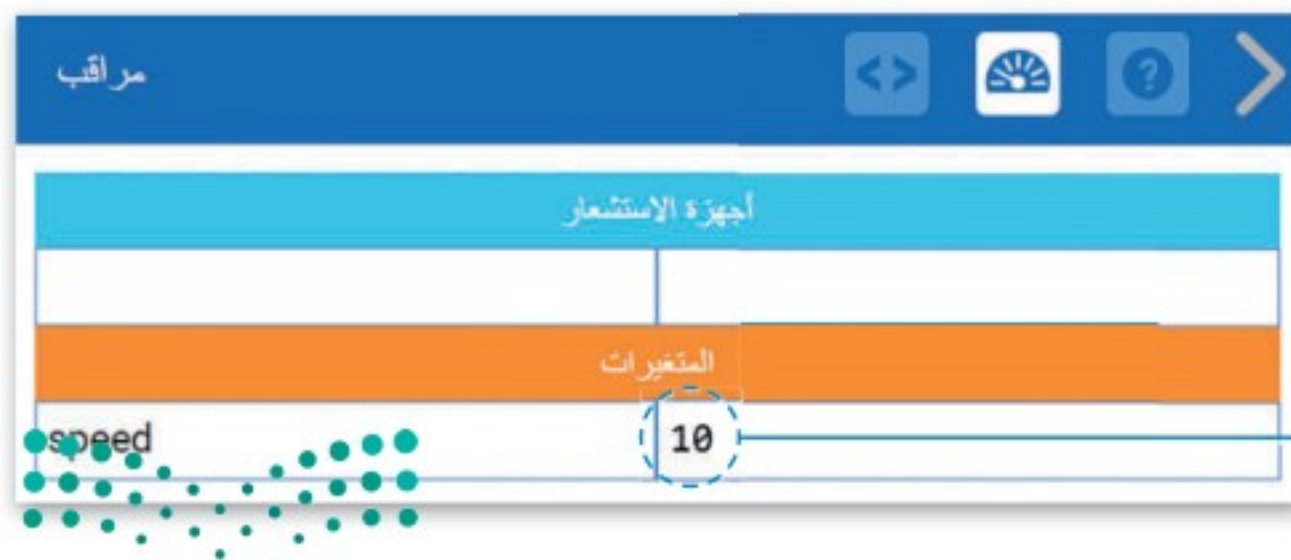 مراقب
<> ?
أجهزة الاستشعار
المتغيرات
speed 10